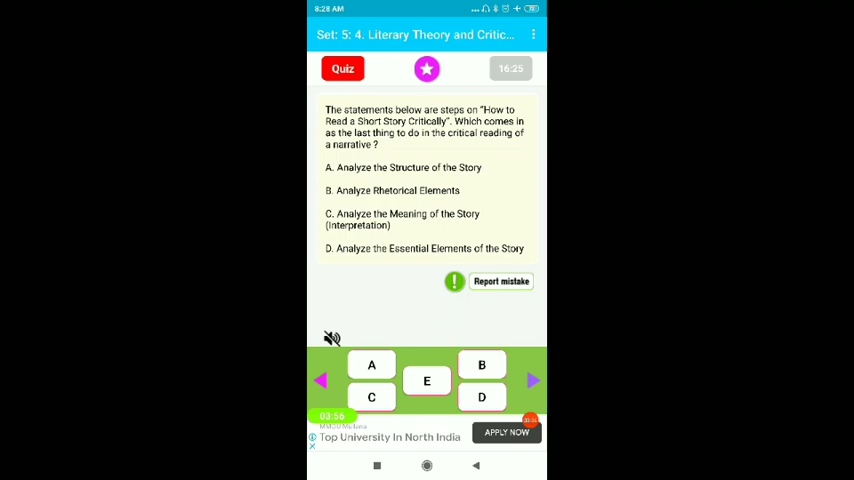 8:28 AM
Set: 5: 4. Literary Theory and Critic...
Quiz
16:25
The statements below are steps on "How to
Read a Short Story Critically". Which comes in
as the last thing to do in the critical reading of
a narrative ?
A. Analyze the Structure of the Story
B. Analyze Rhetorical Elements
C. Analyze the Meaning of the Story
(Interpretation)
D. Analyze the Essential Elements of the Story
Report mistake
A
B
E
C
D
03:56
Top University In North India
APPLY NOW